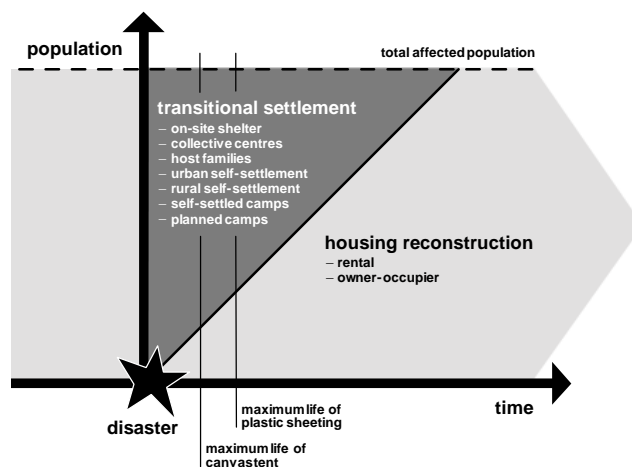 population
total affected population
transitional settlement
– on-site shelter
– collective centres
– host families
– urban self-settlement
– rural self-settlement
– self-settled camps
– planned camps
housing reconstruction
– rental
– owner-occupier
disaster
time
maximum life of
plastic sheeting
maximum life of
canvas tent